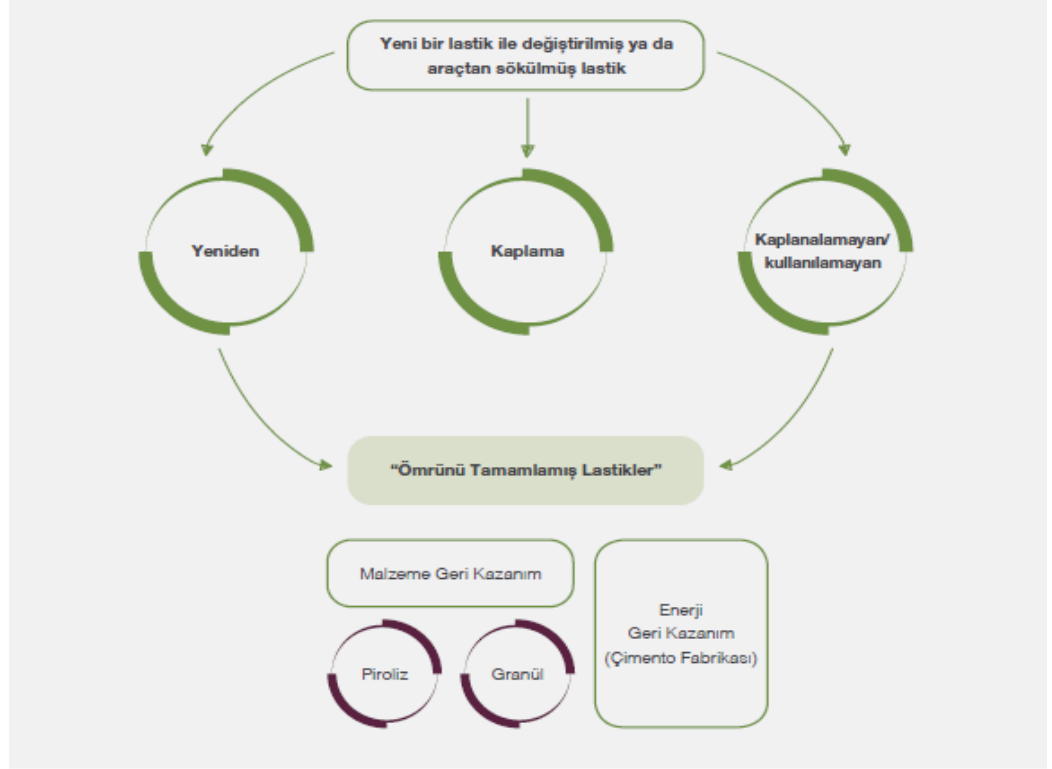 Yeni bir lastik ile değiştirilmiş ya da
araçtan sökülmüş lastik
Yeniden
Kaplama
Kaplanalamayan/
kullanılamayan
“Ömrünü Tamamlamış Lastikler”
Malzeme Geri Kazanım
Piroliz
Granül
Enerji
Geri Kazanım
(Çimento Fabrikası)